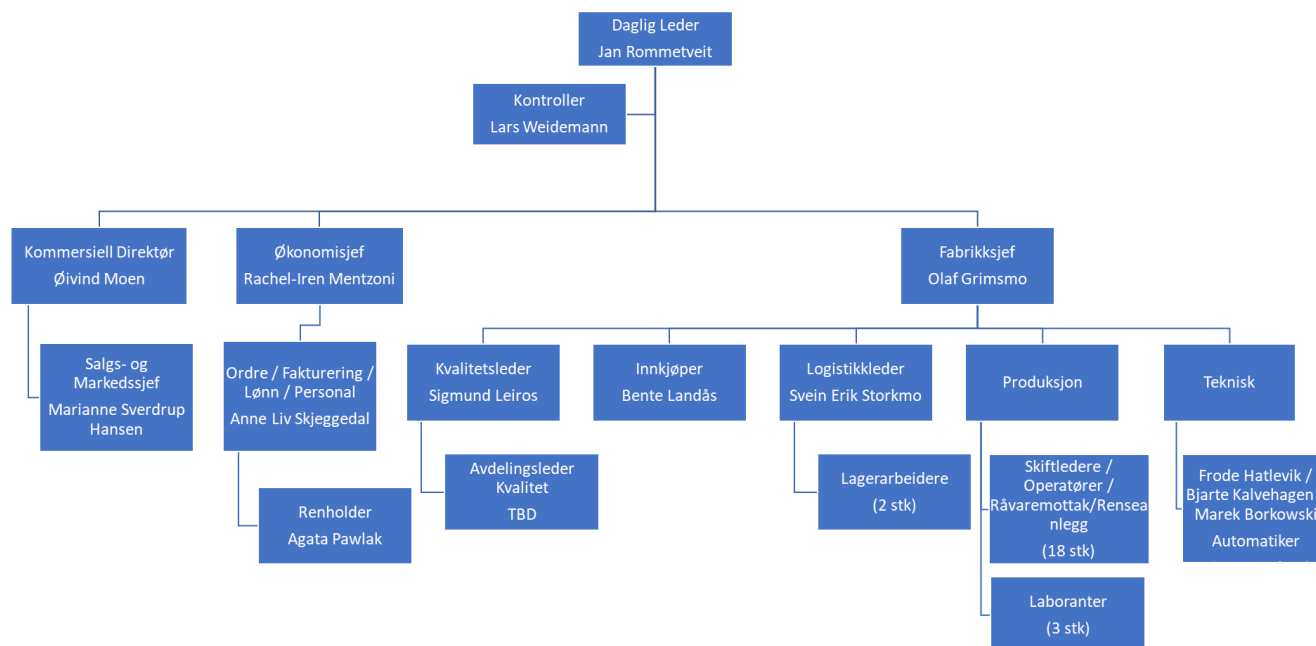 Daglig Leder
Jan Rommetveit
Kontroller
Lars Weidemann
Kommersiell Direktør
Øivind Moen
Økonomisjef
Rachel-Iren Mentzoni
Fabrikksjef
Olaf Grimsmo
Salgs- og
Markedssjef
Marianne Sverdrup
Hansen
Ordre / Fakturering /
Lønn / Personal
Anne Liv Skjeggedal
Kvalitetsleder
Sigmund Leiros
Innkjøper
Bente Landås
Logistikkleder
Svein Erik Storkmo
Produksjon
Teknisk
Renholder
Agata Pawlak
Avdelingsleder
Kvalitet
TBD
Lagerarbeidere
(2 stk)
Skiftledere /
Operatører /
Råvaremottak/Rensea
nlegg
(18 stk)
Frode Hatlevik /
Bjarte Kalvehagen
Marek Borkowski
Automatiker
Laboranter
(3 stk)